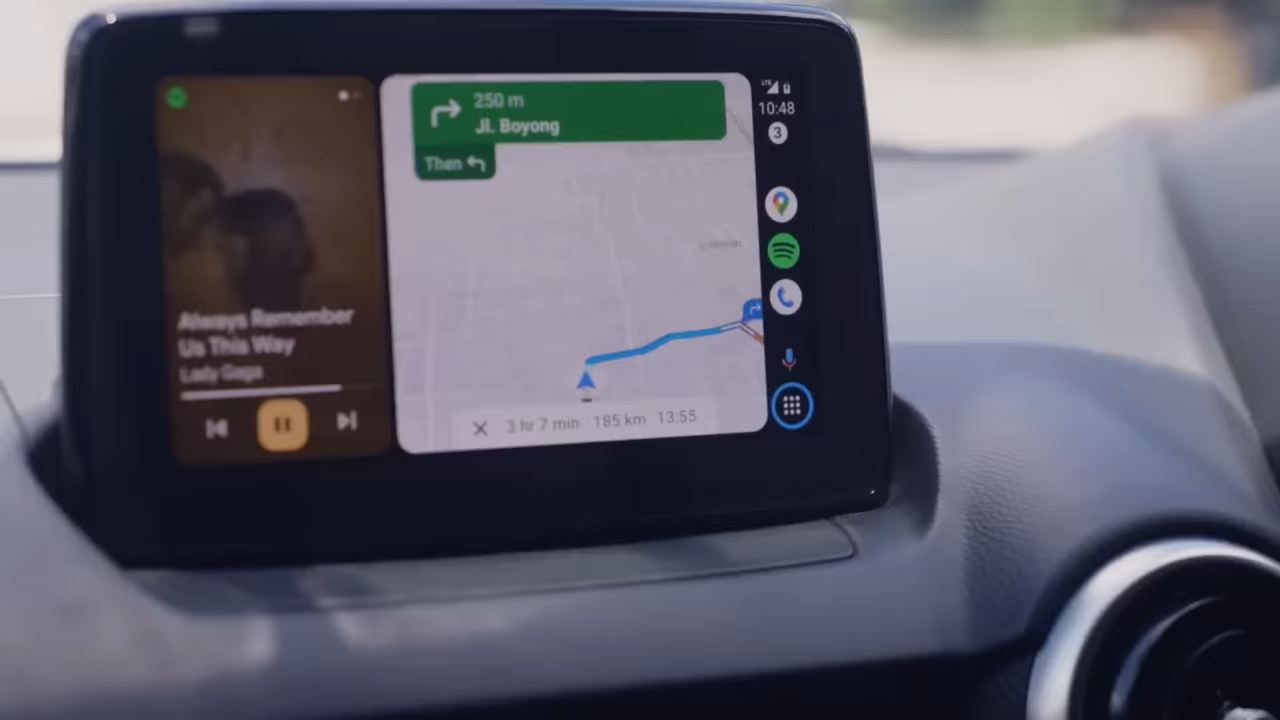 Always Remember
Us This Way
Lady Gaga
250 m
Jl. Boyong
Then
3 hr 7 min 185 km 13:55
LTE
10:48
3